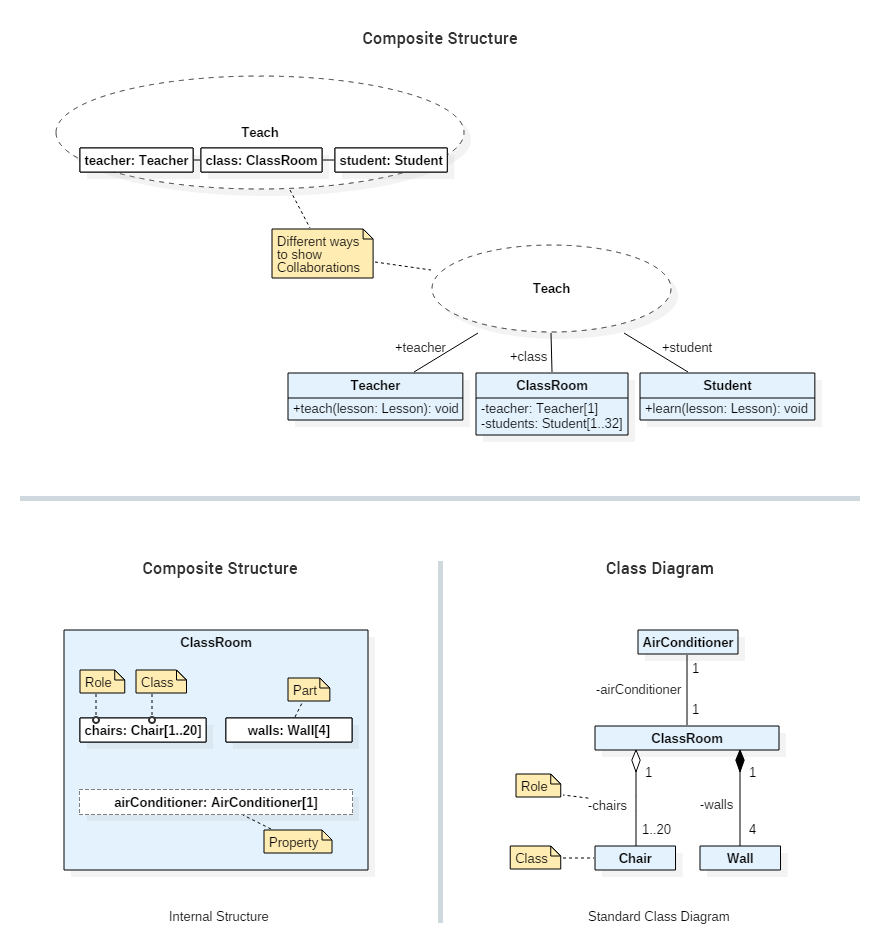 Composite Structure
Teach
teacher: Teacher
class: ClassRoom
student: Student
Different ways
to show
Collaborations
Teach
+teacher
+class
+student
Teacher
+teach(lesson: Lesson): void
ClassRoom
-teacher: Teacher[1]
-students: Student[1..32]
Student
+learn(lesson: Lesson): void
Composite Structure
ClassRoom
Role
Class
Part
chairs: Chair[1..20]
walls: Wall[4]
airConditioner: AirConditioner[1]
Property
Internal Structure
Class Diagram
AirConditioner
1
-airConditioner
1
ClassRoom
1
1
Role
-chairs
-walls
1..20
4
Class
Chair
Wall
Standard Class Diagram